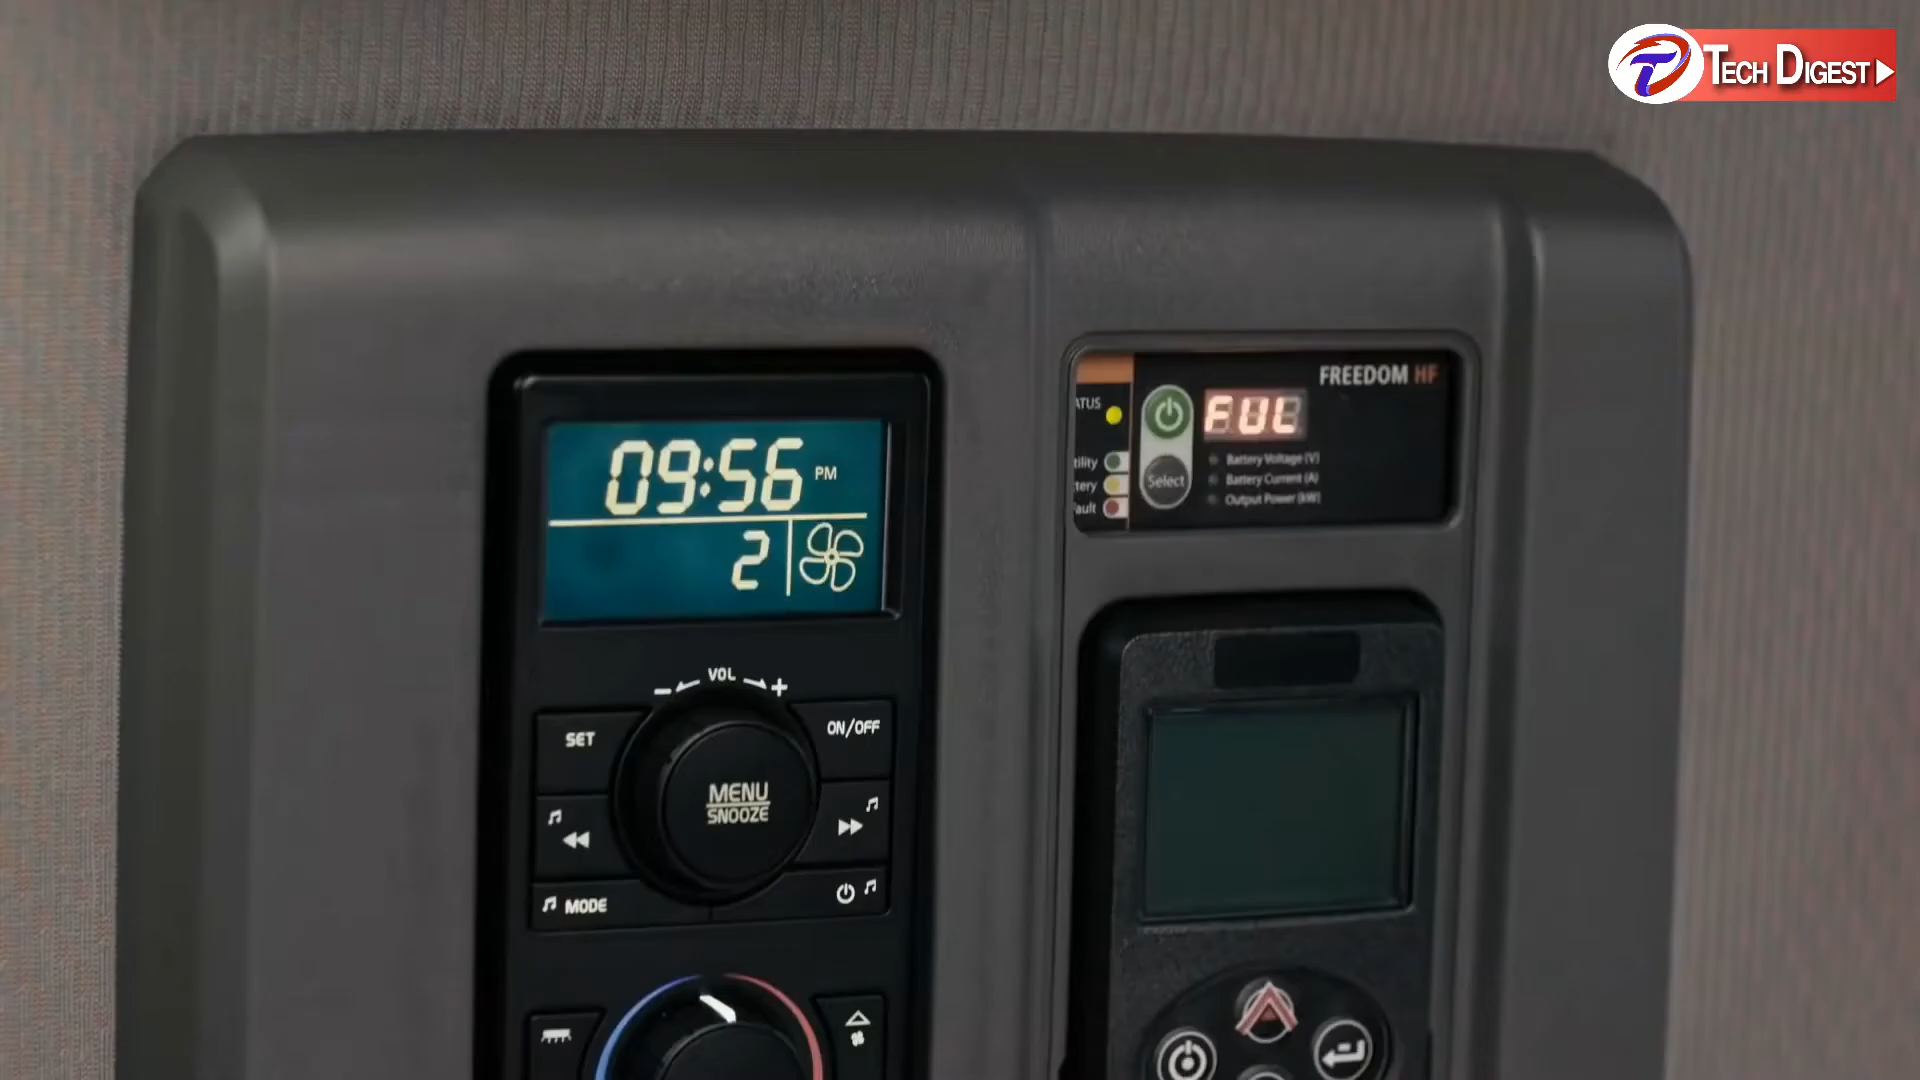 TECH DIGEST
09:56 PM
2
VOL
- +
SET
ON/OFF
MENU
SNOOZE
MODE
FREEDOM HF
ATUS
FUL
Select
tility
tery
ault
Battery Voltage (V)
Battery Current (A)
Output Power (kW)